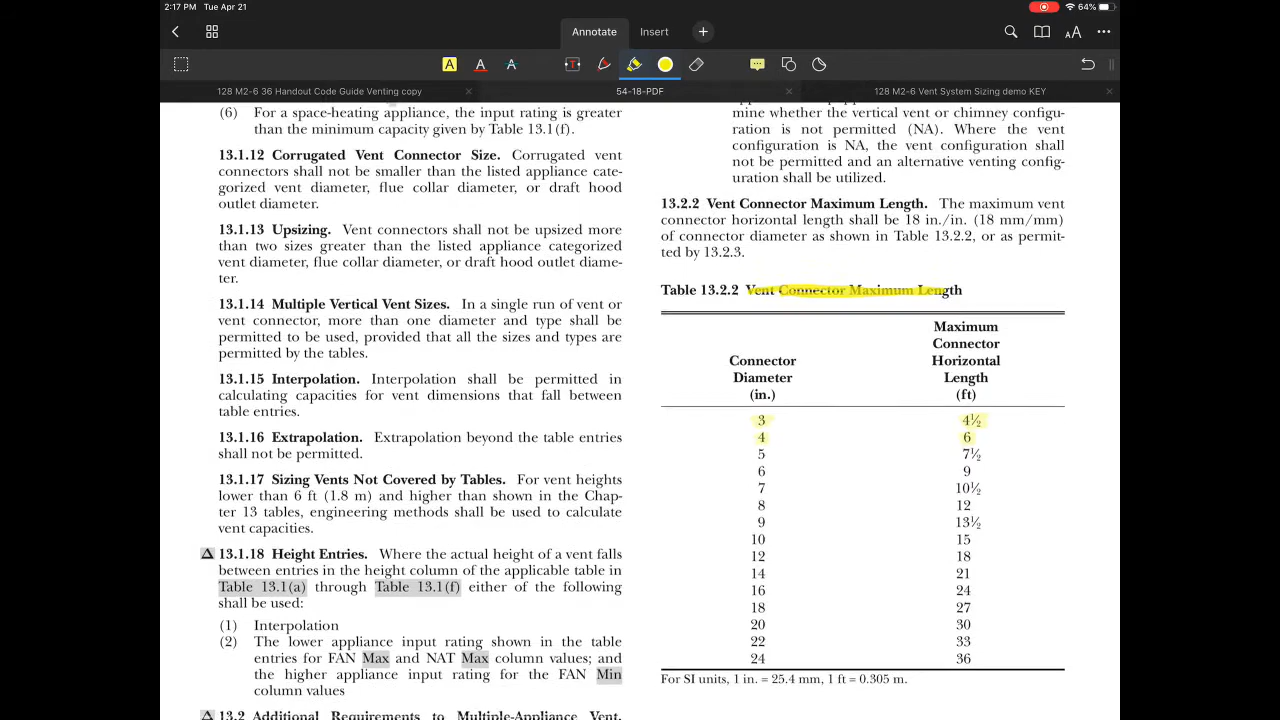 2:17 PM Tue Apr 21
64%
Annotate
Insert
A
A
A
T
AA
128 M2-6 36 Handout Code Guide Venting copy
54-18-PDF
128 M2-6 Vent System Sizing demo KEY
(6) For a space-heating appliance, the input rating is greater
than the minimum capacity given by Table 13.1(f).
13.1.12 Corrugated Vent Connector Size. Corrugated vent
connectors shall not be smaller than the listed appliance cate-
gorized vent diameter, flue collar diameter, or draft hood
outlet diameter.
13.1.13 Upsizing. Vent connectors shall not be upsized more
than two sizes greater than the listed appliance categorized
vent diameter, flue collar diameter, or draft hood outlet diame-
ter.
13.1.14 Multiple Vertical Vent Sizes. In a single run of vent or
vent connector, more than one diameter and type shall be
permitted to be used, provided that all the sizes and types are
permitted by the tables.
13.1.15 Interpolation. Interpolation shall be permitted in
calculating capacities for vent dimensions that fall between
table entries.
13.1.16 Extrapolation. Extrapolation beyond the table entries
shall not be permitted.
13.1.17 Sizing Vents Not Covered by Tables. For vent heights
lower than 6 ft (1.8 m) and higher than shown in the Chap-
ter 13 tables, engineering methods shall be used to calculate
vent capacities.
Δ 13.1.18 Height Entries. Where the actual height of a vent falls
between entries in the height column of the applicable table in
Table 13.1(a) through Table 13.1(f) either of the following
shall be used:
(1) Interpolation
(2) The lower appliance input rating shown in the table
entries for FAN Max and NAT Max column values; and
the higher appliance input rating for the FAN Min
column values
Δ 13.2 Additional Requirements to Multiple-Appliance Vent.
mine whether the vertical vent or chimney configu-
ration is not permitted (NA). Where the vent
configuration is NA, the vent configuration shall
not be permitted and an alternative venting config-
uration shall be utilized.
13.2.2 Vent Connector Maximum Length. The maximum vent
connector horizontal length shall be 18 in./in. (18 mm/mm)
of connector diameter as shown in Table 13.2.2, or as permit-
ted by 13.2.3.
Table 13.2.2 Vent Connector Maximum Length
Connector Diameter (in.)
Maximum Connector Horizontal Length (ft)
3 4½
4 6
5 7½
6 9
7 10½
8 12
9 13½
10 15
12 18
14 21
16 24
18 27
20 30
22 33
24 36
For SI units, 1 in. = 25.4 mm, 1 ft = 0.305 m.